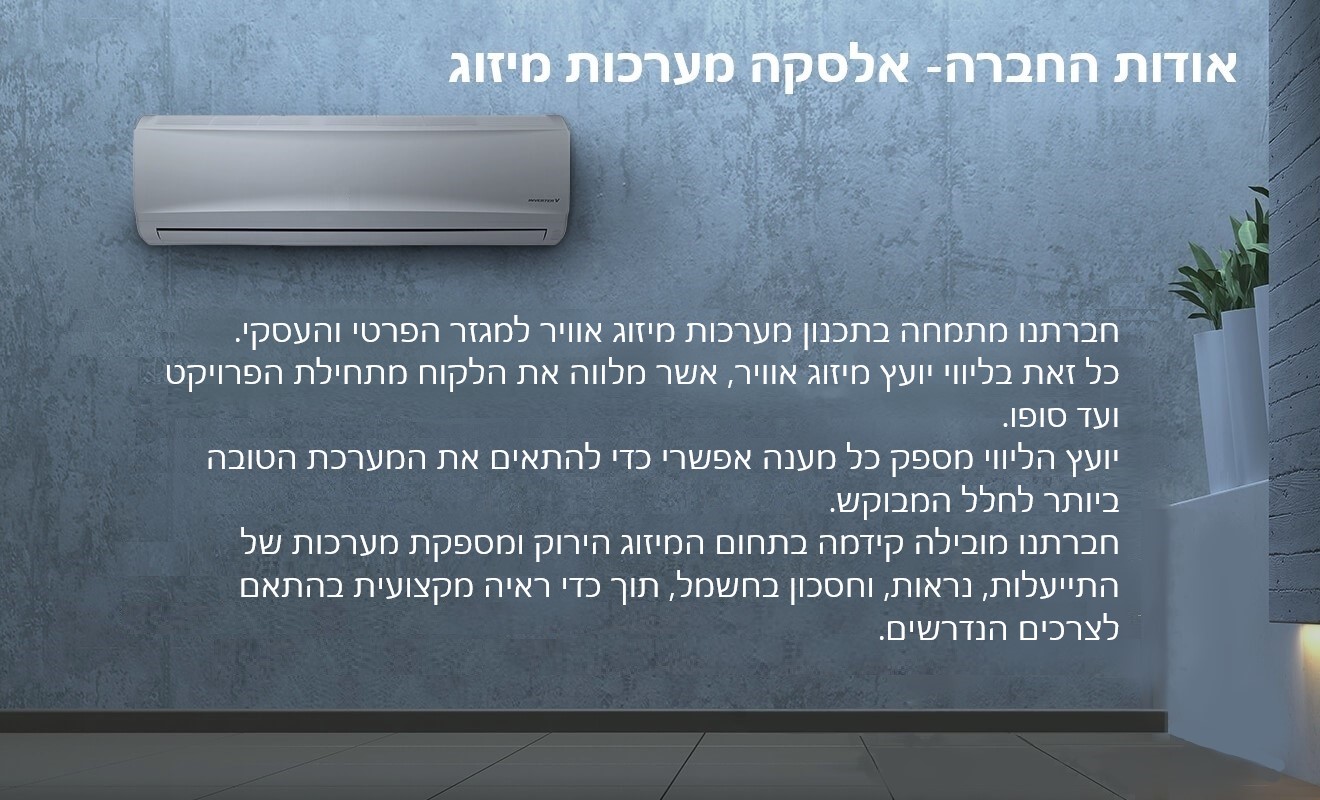 אודות החברה- אלסקה מערכות מיזוג
INVERTER V
חברתנו מתמחה בתכנון מערכות מיזוג אוויר למגזר הפרטי והעסקי.
כל זאת בליווי יועץ מיזוג אוויר, אשר מלווה את הלקוח מתחילת הפרויקט
ועד סופו.
יועץ הליווי מספק כל מענה אפשרי כדי להתאים את המערכת הטובה
ביותר לחלל המבוקש.
חברתנו מובילה קידמה בתחום המיזוג הירוק ומספקת מערכות של
התייעלות, נראות, וחסכון בחשמל, תוך כדי ראיה מקצועית בהתאם
לצרכים הנדרשים.